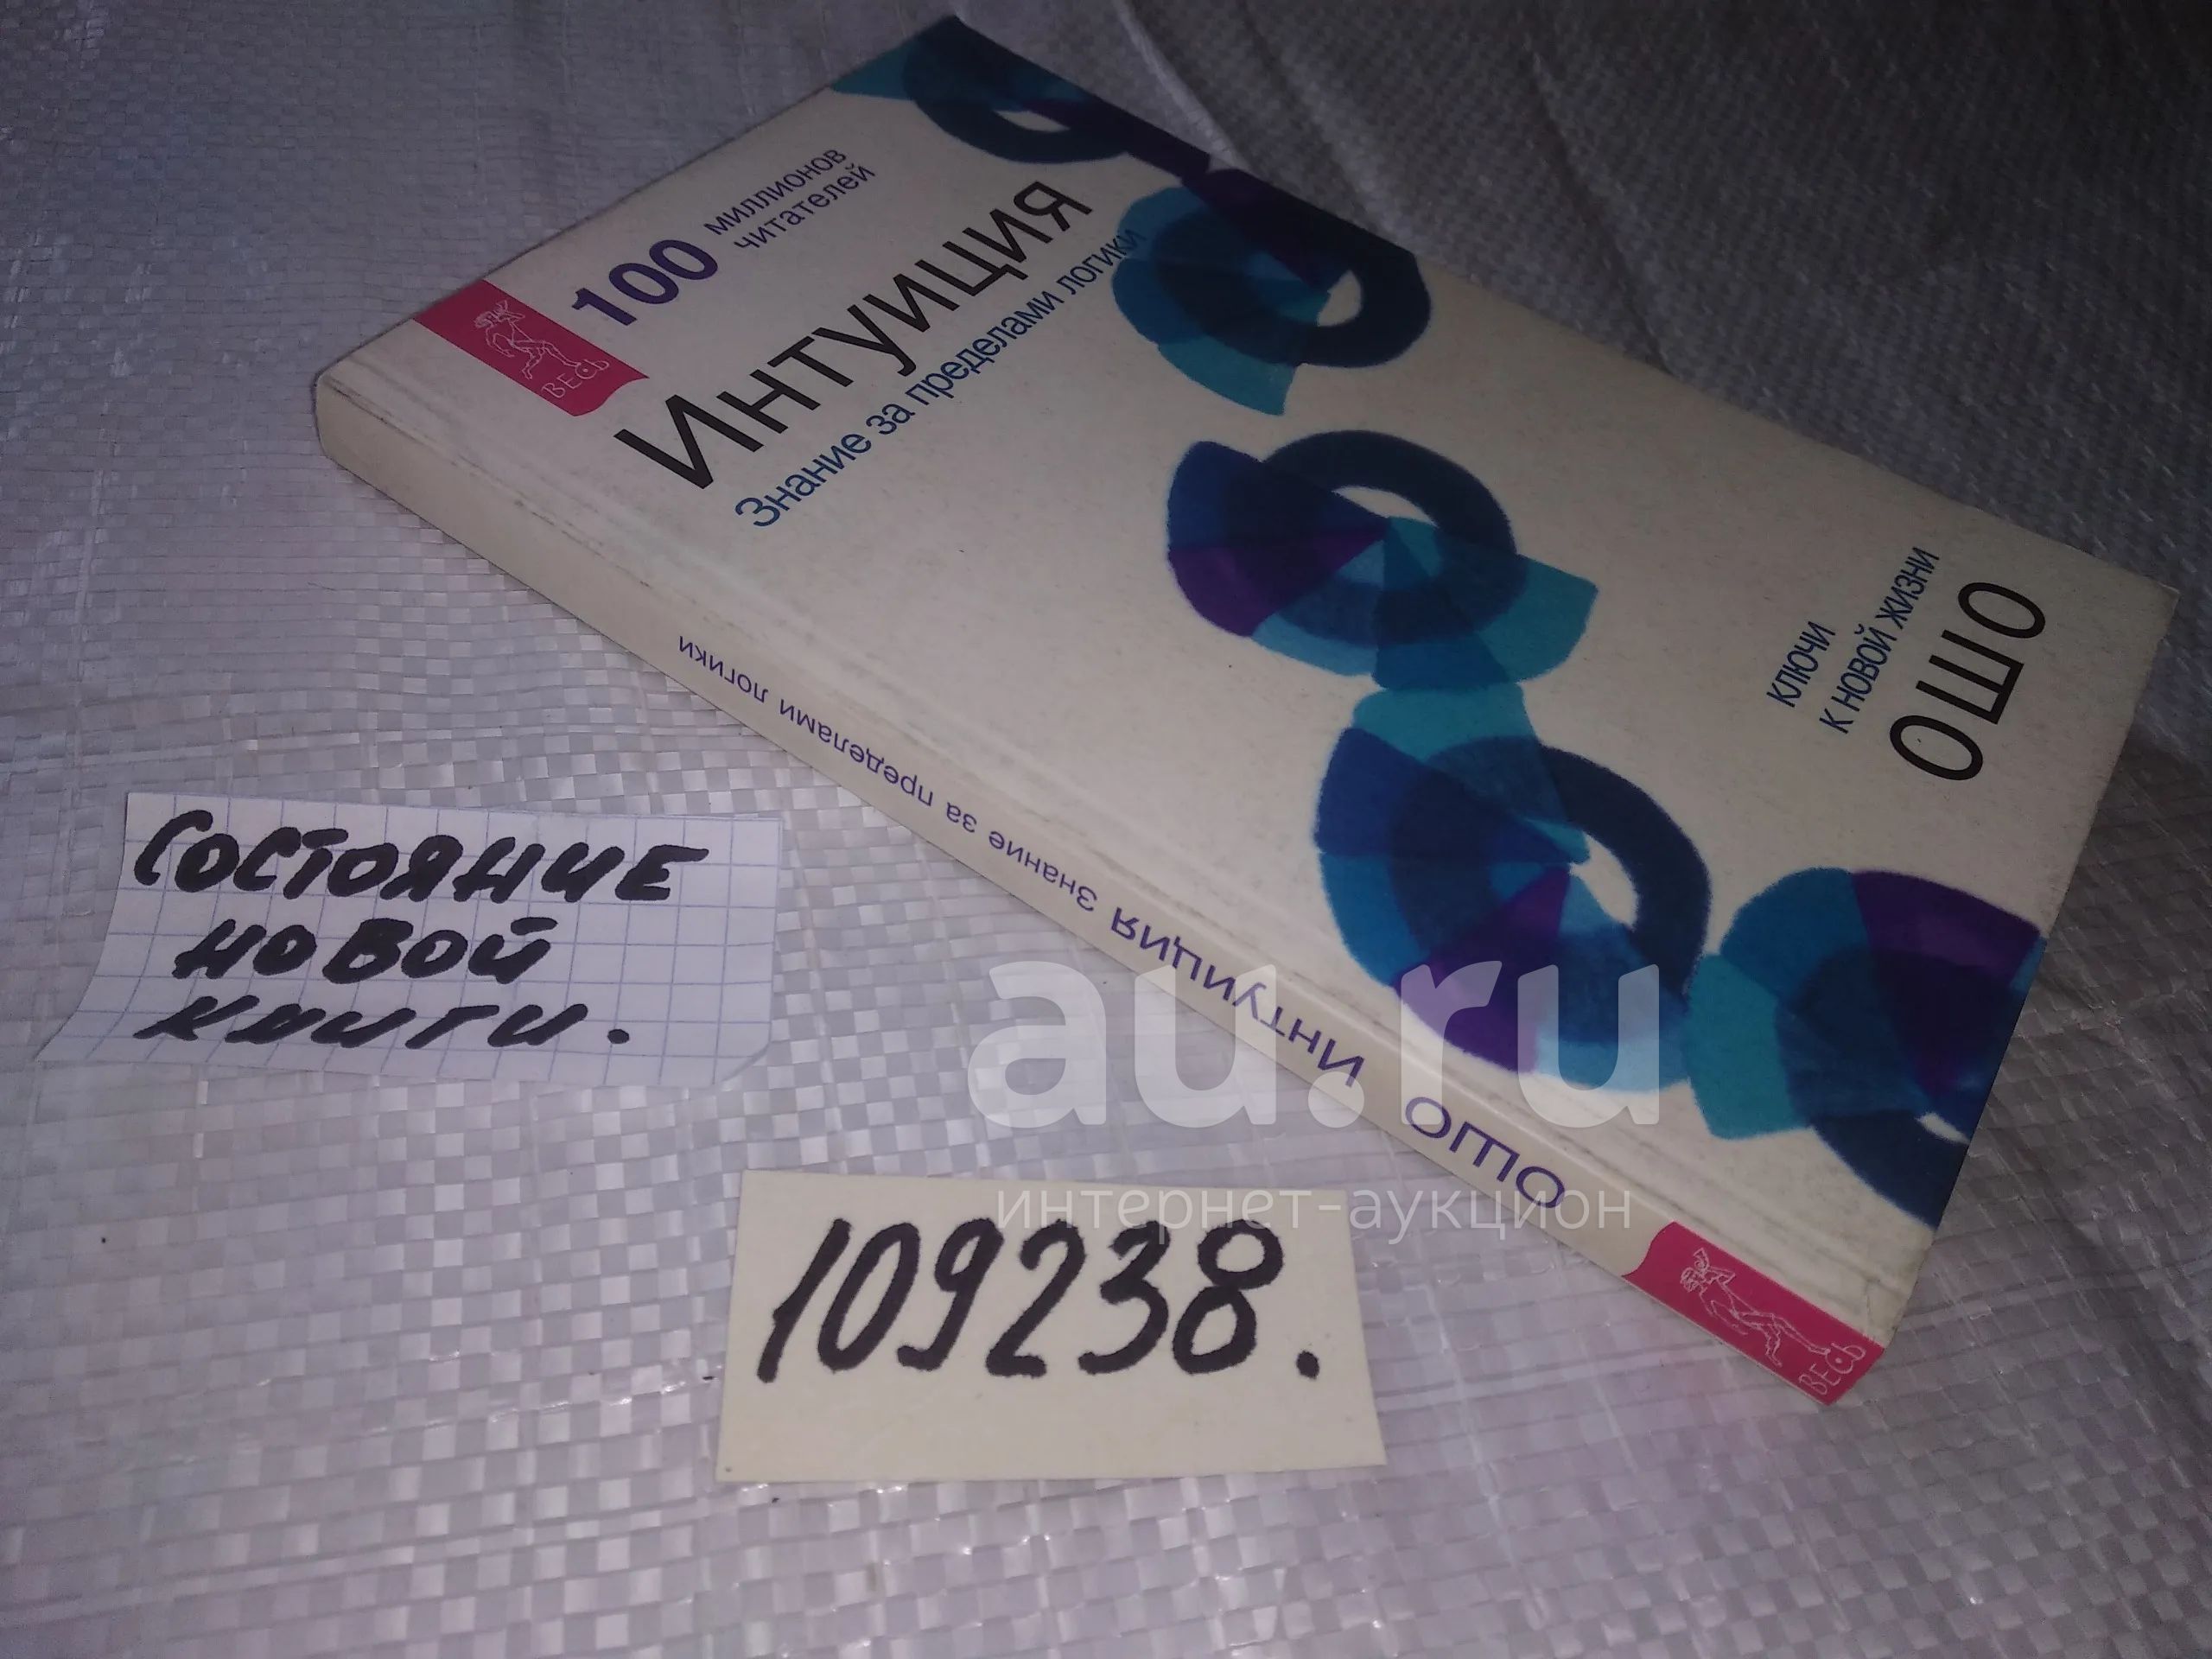 100
МИЛЛИОНОВ
читателей
ВЕСЬ
Интуиция
Знание за пределами логики
КЛЮЧИ
К НОВОЙ ЖИЗНИ
ОШО
ОШО ИНТУИЦИЯ Знание за пределами логики
ВЕСЬ
СОСТОЯНИЕ
НОВОЙ
КНИГИ.
109238.
au.ru
интернет-аукцион